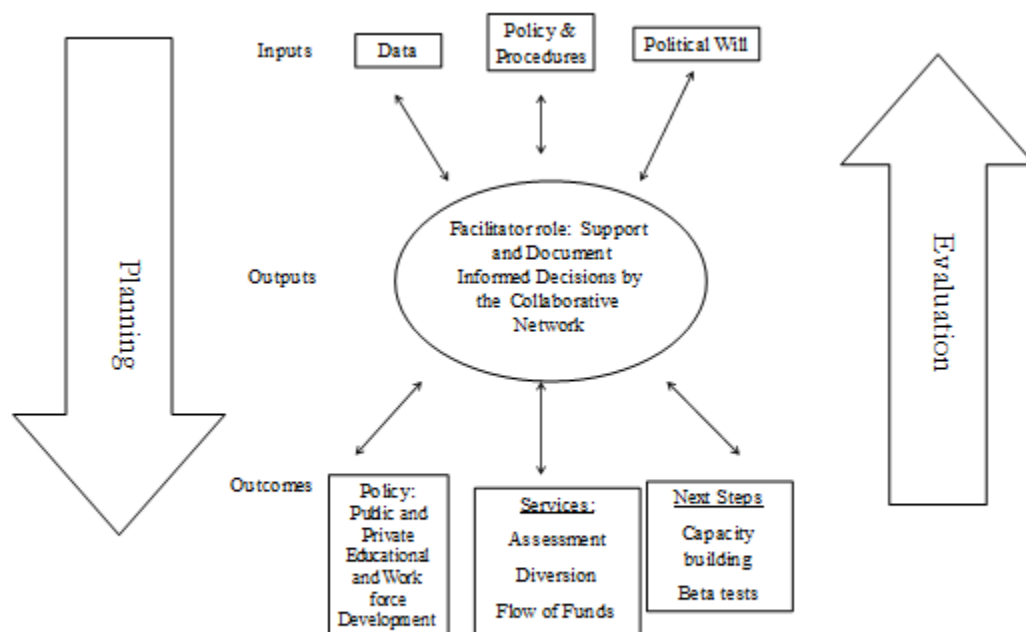 Inputs
Data
Policy &
Procedures
Political Will
Planning
Outputs
Facilitator role: Support
and Document
Informed Decisions by
the Collaborative
Network
Evaluation
Outcomes
Policy:
Public and
Private
Educational
and Work
force
Development
Services:
Assessment
Diversion
Flow of Funds
Next Steps
Capacity
building
Beta tests